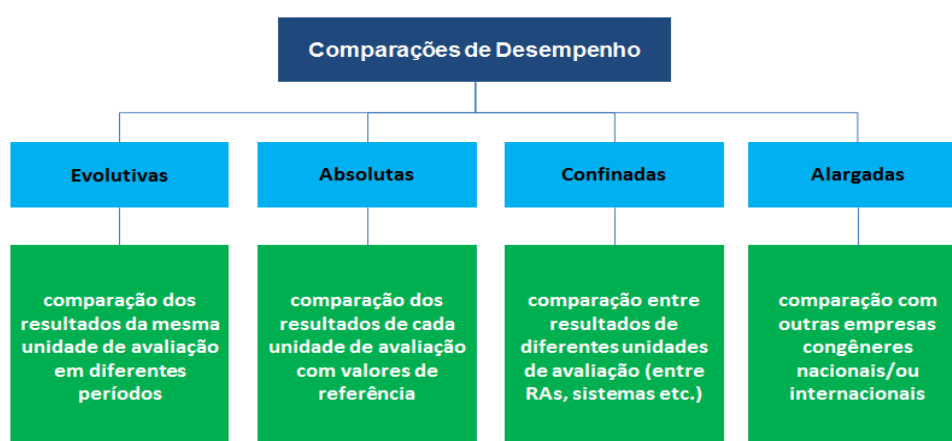 Comparações de Desempenho
Evolutivas
Absolutas
Confinadas
Alargadas
comparação dos
resultados da mesma
unidade de avaliação
em diferentes
períodos
comparação dos
resultados de cada
unidade de avaliação
com valores de
referência
comparação entre
resultados de
diferentes unidades
de avaliação (entre
RAs, sistemas etc.)
comparação com
outras empresas
congêneres
nacionais/ou
internacionais